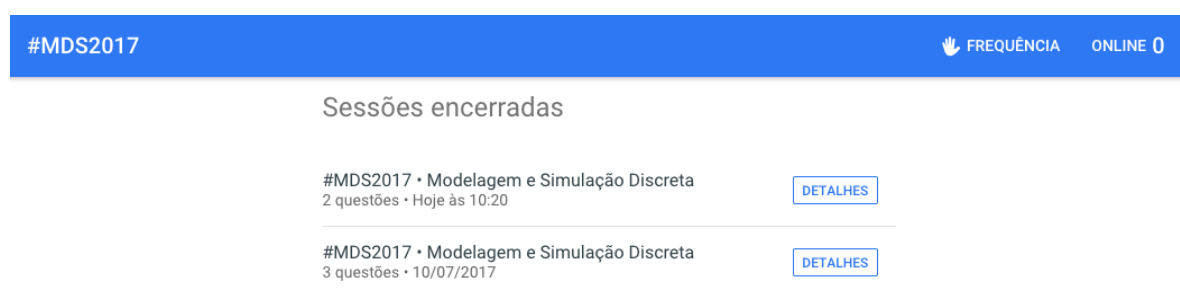 #MDS2017
FREQUÊNCIA
ONLINE 0
Sessões encerradas
#MDS2017 • Modelagem e Simulação Discreta
2 questões • Hoje às 10:20
DETALHES
#MDS2017 • Modelagem e Simulação Discreta
3 questões • 10/07/2017
DETALHES